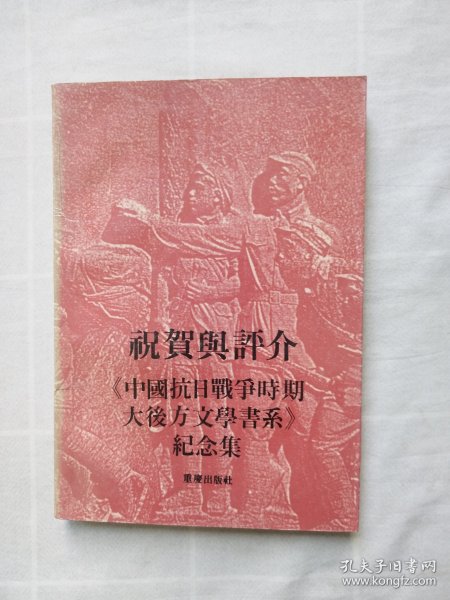 祝賀與評介
《中國抗日戰爭時期
大後方文學書系》
紀念集
重慶出版社
孔夫子旧书网
www.kongfz.com